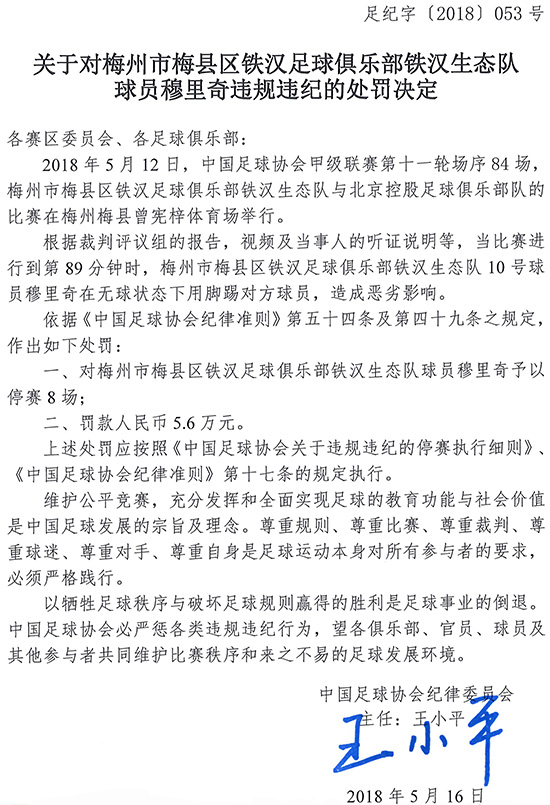 足纪字〔2018〕053号
关于对梅州市梅县区铁汉足球俱乐部铁汉生态队
球员穆里奇违规违纪的处罚决定
各赛区委员会、各足球俱乐部：
2018年5月12日，中国足球协会甲级联赛第十一轮场序84场，
梅州市梅县区铁汉足球俱乐部铁汉生态队与北京控股足球俱乐部队的
比赛在梅州梅县曾宪梓体育场举行。
根据裁判评议组的报告，视频及当事人的听证说明等，当比赛进
行到第89分钟时，梅州市梅县区铁汉足球俱乐部铁汉生态队10号球
员穆里奇在无球状态下用脚踢对方球员，造成恶劣影响。
依据《中国足球协会纪律准则》第五十四条及第四十九条之规定，
作出如下处罚：
一、对梅州市梅县区铁汉足球俱乐部铁汉生态队球员穆里奇予以
停赛8场；
二、罚款人民币5.6万元。
上述处罚应按照《中国足球协会关于违规违纪的停赛执行细则》、
《中国足球协会纪律准则》第十七条的规定执行。
维护公平竞赛，充分发挥和全面实现足球的教育功能与社会价值
是中国足球发展的宗旨及理念。尊重规则、尊重比赛、尊重裁判、尊
重球迷、尊重对手、尊重自身是足球运动本身对所有参与者的要求，
必须严格践行。
以牺牲足球秩序与破坏足球规则赢得的胜利是足球事业的倒退。
中国足球协会必严惩各类违规违纪行为，望各俱乐部、官员、球员及
其他参与者共同维护比赛秩序和来之不易的足球发展环境。
中国足球协会纪律委员会
主任：王小平
王小平
2018年5月16日